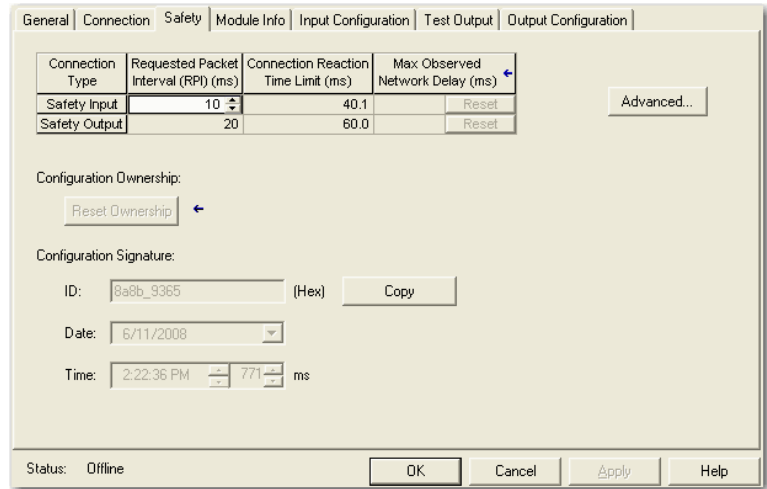 General Connection Safety Module Info Input Configuration Test Output Output Configuration
Connection Type Requested Packet Interval (RPI) (ms) Connection Reaction Time Limit (ms) Max Observed Network Delay (ms)
Safety Input 10 40.1 Reset
Safety Output 20 60.0 Reset
Advanced...
Configuration Ownership:
Reset Ownership
Configuration Signature:
ID: 8a8b_9365 (Hex) Copy
Date: 6/11/2008
Time: 2:22:36 PM 771 ms
Status: Offline OK Cancel Apply Help